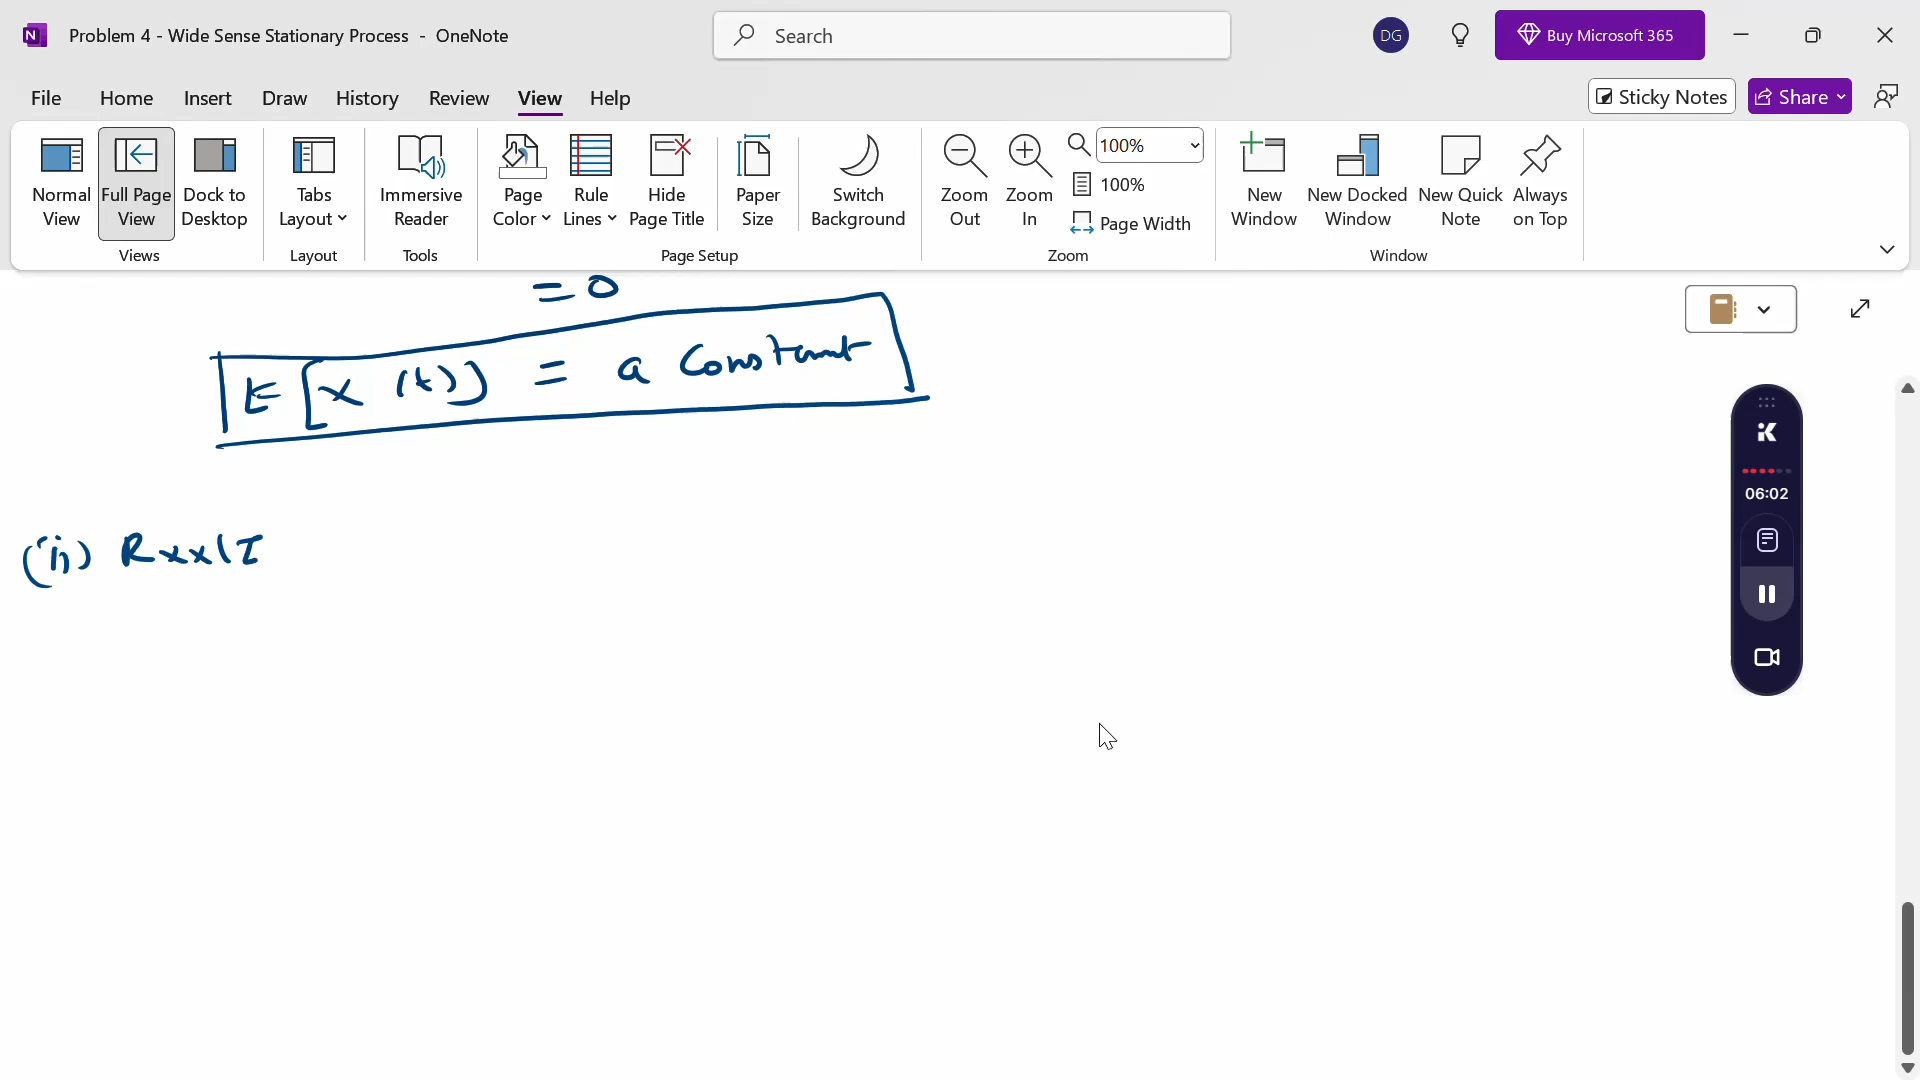 Problem 4 - Wide Sense Stationary Process - OneNote
Search
DG
Buy Microsoft 365
File Home Insert Draw History Review View Help
Sticky Notes
Share
Normal View
Full Page View
Dock to Desktop
Views
Tabs Layout
Layout
Immersive Reader
Tools
Page Color
Rule Lines
Hide Page Title
Paper Size
Switch Background
Page Setup
Zoom Out
Zoom In
100%
100%
Page Width
Zoom
New Window
New Docked Window
New Quick Note
Always on Top
Window
= 0
E[x(t)] = a Constant
(ii) Rxx(τ
06:02